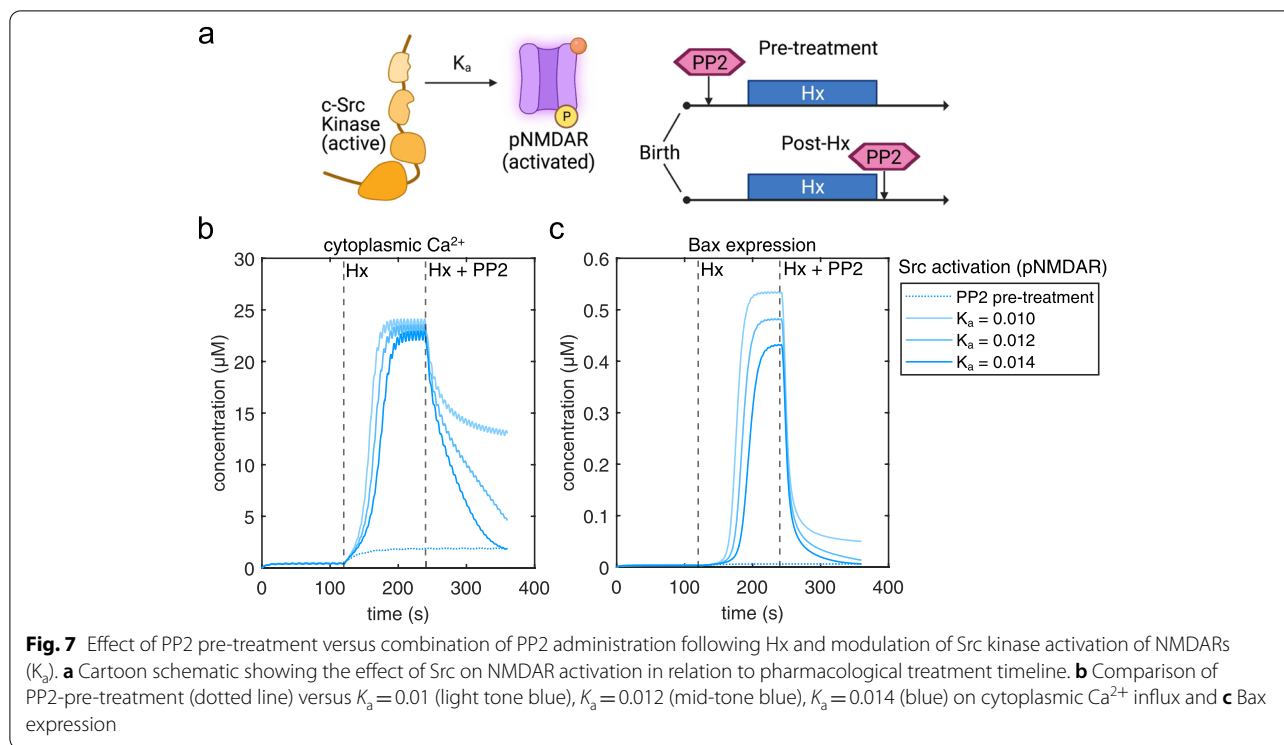 a
c-Src
Kinase
(active)
Kₐ
P
pNMDAR
(activated)
PP2
Pre-treatment
Hx
Birth
Post-Hx
PP2
Hx
b
cytoplasmic Ca²⁺
Hx
Hx + PP2
concentration (µM)
30
25
20
15
10
5
0
0 100 200 300 400
time (s)
c
Bax expression
Hx
Hx + PP2
concentration (µM)
0.6
0.5
0.4
0.3
0.2
0.1
0
0 100 200 300 400
time (s)
Src activation (pNMDAR)
PP2 pre-treatment
Kₐ = 0.010
Kₐ = 0.012
Kₐ = 0.014
Fig. 7 Effect of PP2 pre-treatment versus combination of PP2 administration following Hx and modulation of Src kinase activation of NMDARs
(Kₐ). a Cartoon schematic showing the effect of Src on NMDAR activation in relation to pharmacological treatment timeline. b Comparison of
PP2-pre-treatment (dotted line) versus Kₐ = 0.01 (light tone blue), Kₐ = 0.012 (mid-tone blue), Kₐ = 0.014 (blue) on cytoplasmic Ca²⁺ influx and c Bax
expression